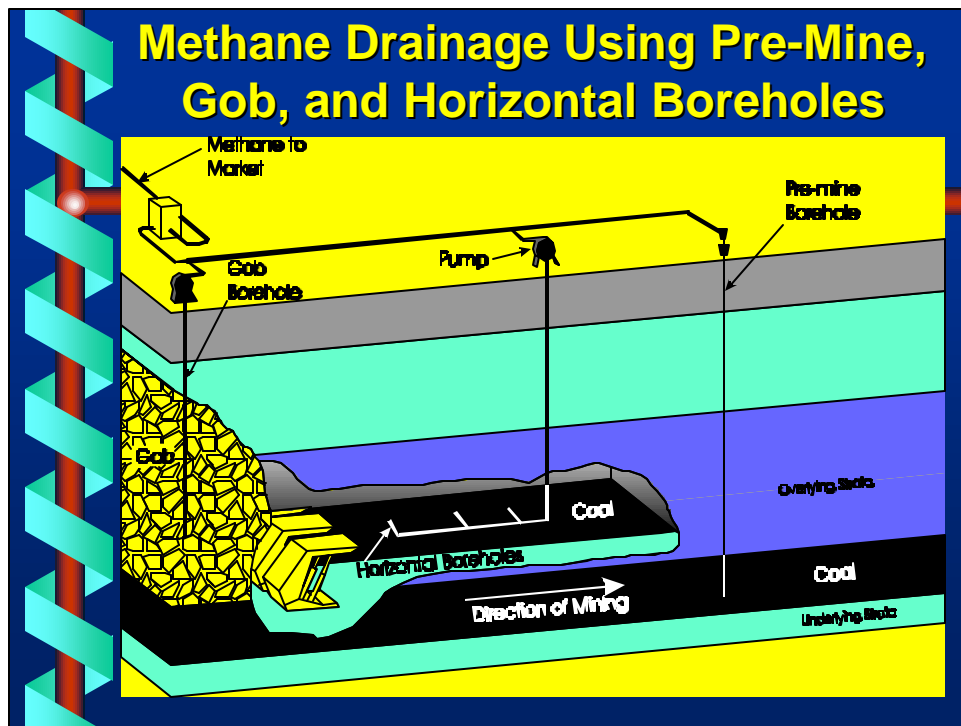 Methane Drainage Using Pre-Mine,
Gob, and Horizontal Boreholes
Methane to
Market
Pre-mine
Borehole
Pump
Gob
Borehole
Gob
Overlying Strata
Coal
Horizontal Boreholes
Coal
Direction of Mining
Underlying Strata